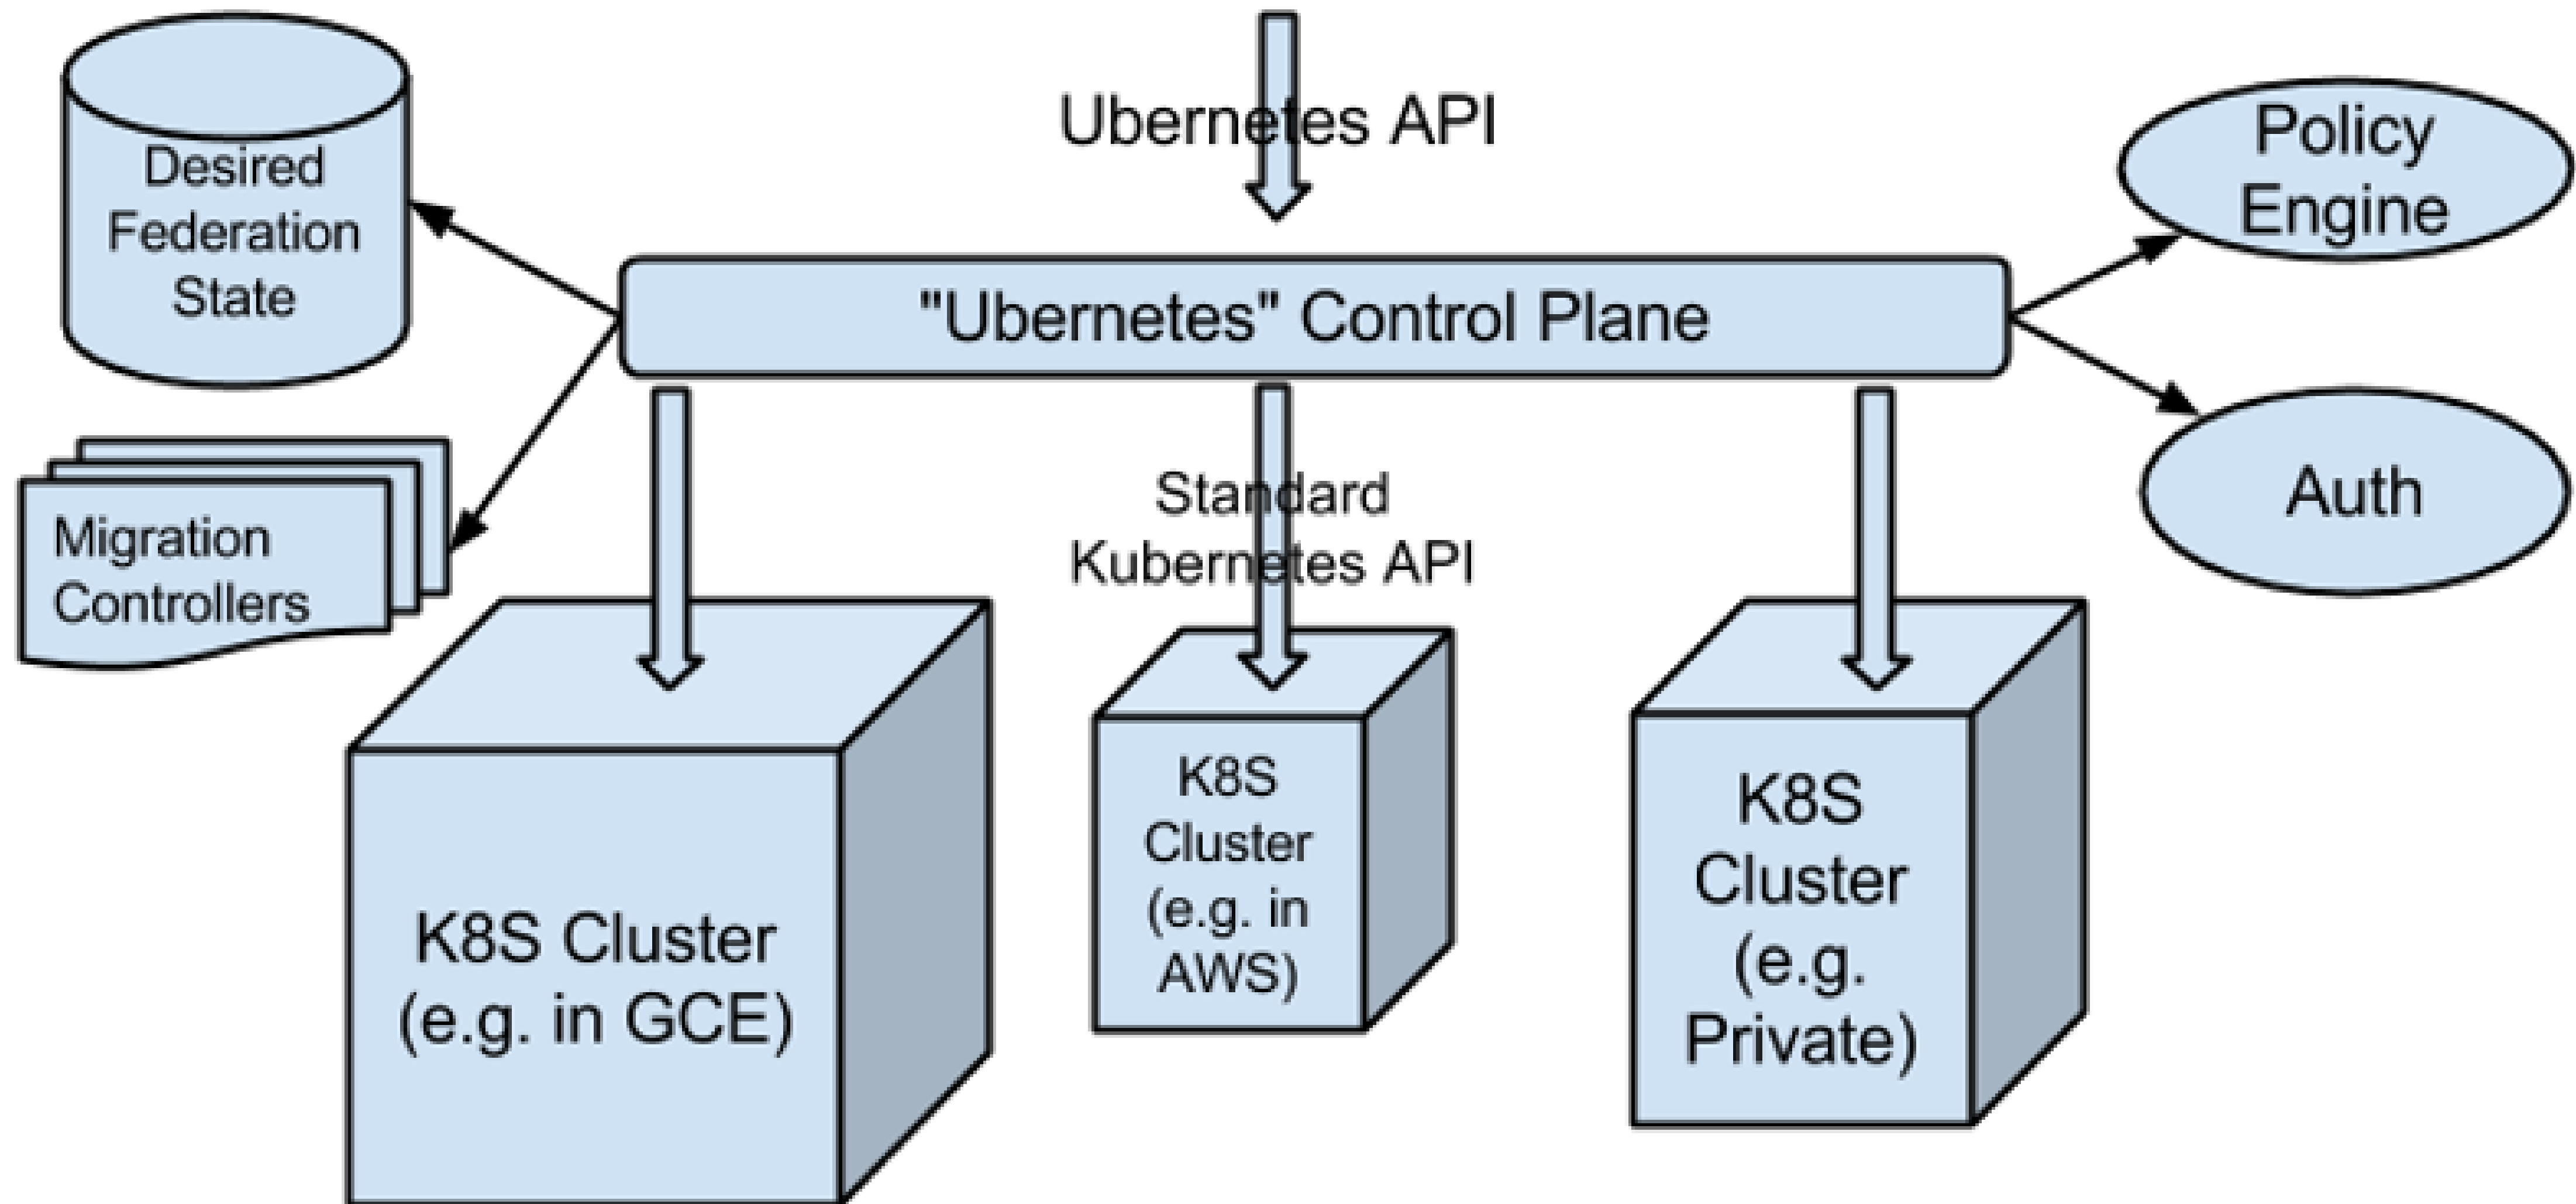 Ubernetes API
Desired
Federation
State
Policy
Engine
"Ubernetes" Control Plane
Migration
Controllers
Standard
Kubernetes API
Auth
K8S Cluster
(e.g. in GCE)
K8S
Cluster
(e.g. in
AWS)
K8S
Cluster
(e.g.
Private)